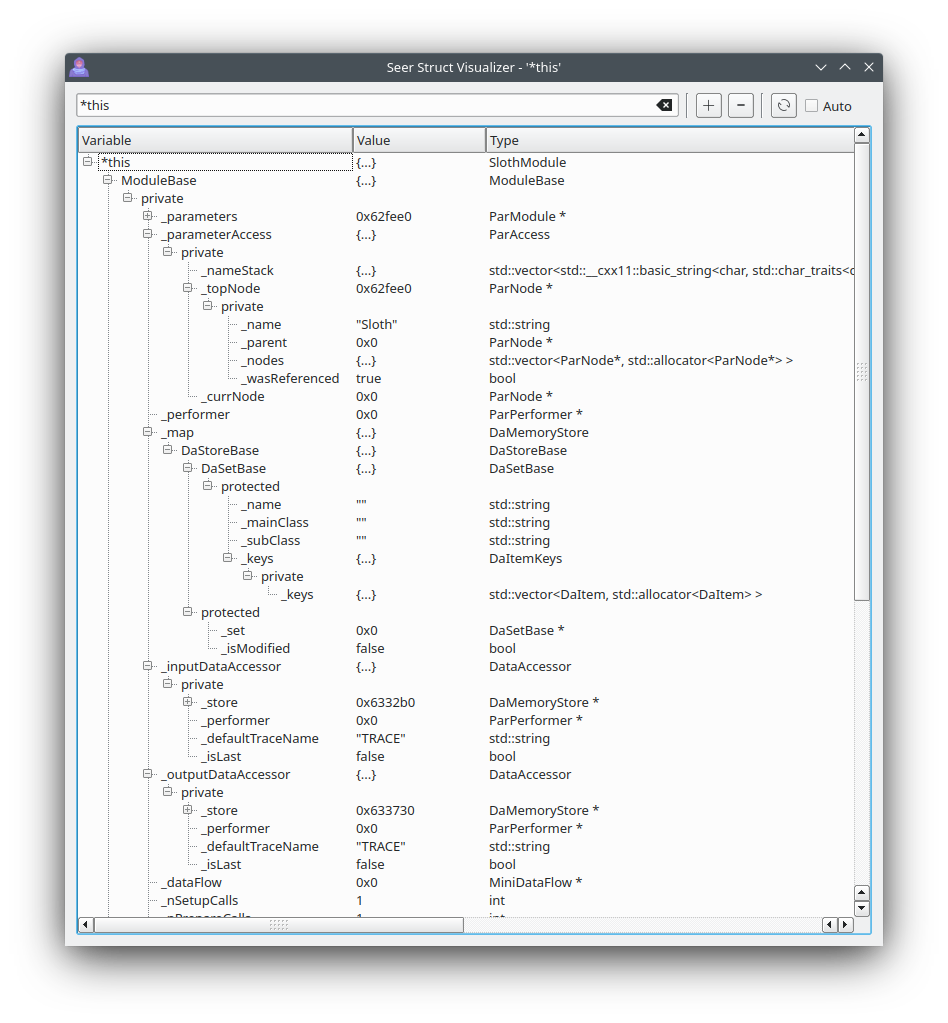 Seer Struct Visualizer - '*this'
*this
Auto
Variable Value Type
*this {...} SlothModule
ModuleBase {...} ModuleBase
private
_parameters 0x62fee0 ParModule *
_parameterAccess {...} ParAccess
private
_nameStack {...} std::vector<std::__cxx11::basic_string<char, std::char_traits<c
_topNode 0x62fee0 ParNode *
private
_name "Sloth" std::string
_parent 0x0 ParNode *
_nodes {...} std::vector<ParNode*, std::allocator<ParNode*> >
_wasReferenced true bool
_currNode 0x0 ParNode *
_performer 0x0 ParPerformer *
_map {...} DaMemoryStore
DaStoreBase {...} DaStoreBase
DaSetBase {...} DaSetBase
protected
_name "" std::string
_mainClass "" std::string
_subClass "" std::string
_keys {...} DaItemKeys
private
_keys {...} std::vector<DaItem, std::allocator<DaItem> >
protected
_set 0x0 DaSetBase *
_isModified false bool
_inputDataAccessor {...} DataAccessor
private
_store 0x6332b0 DaMemoryStore *
_performer 0x0 ParPerformer *
_defaultTraceName "TRACE" std::string
_isLast false bool
_outputDataAccessor {...} DataAccessor
private
_store 0x633730 DaMemoryStore *
_performer 0x0 ParPerformer *
_defaultTraceName "TRACE" std::string
_isLast false bool
_dataFlow 0x0 MiniDataFlow *
_nSetupCalls 1 int